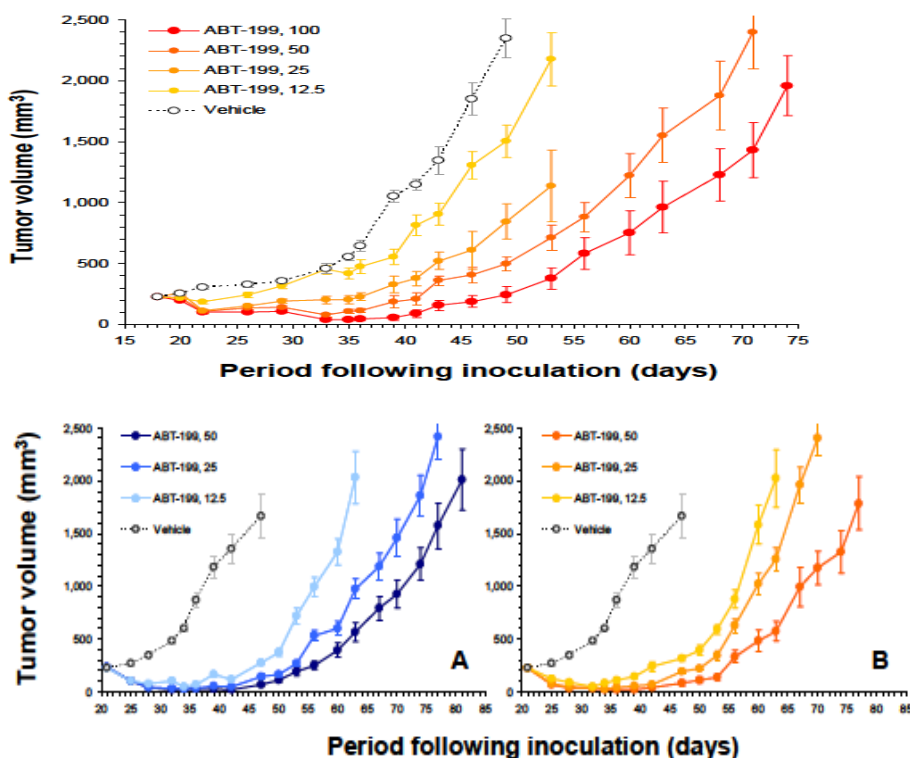 Tumor volume (mm³)
2,500
2,000
1,500
1,000
500
0
ABT-199, 100
ABT-199, 50
ABT-199, 25
ABT-199, 12.5
Vehicle
15 20 25 30 35 40 45 50 55 60 65 70 75
Period following inoculation (days)
Tumor volume (mm³)
2,500
2,000
1,500
1,000
500
0
ABT-199, 50
ABT-199, 25
ABT-199, 12.5
Vehicle
A
20 25 30 35 40 45 50 55 60 65 70 75 80 85
2,500
2,000
1,500
1,000
500
0
ABT-199, 50
ABT-199, 25
ABT-199, 12.5
Vehicle
B
20 25 30 35 40 45 50 55 60 65 70 75 80 85
Period following inoculation (days)